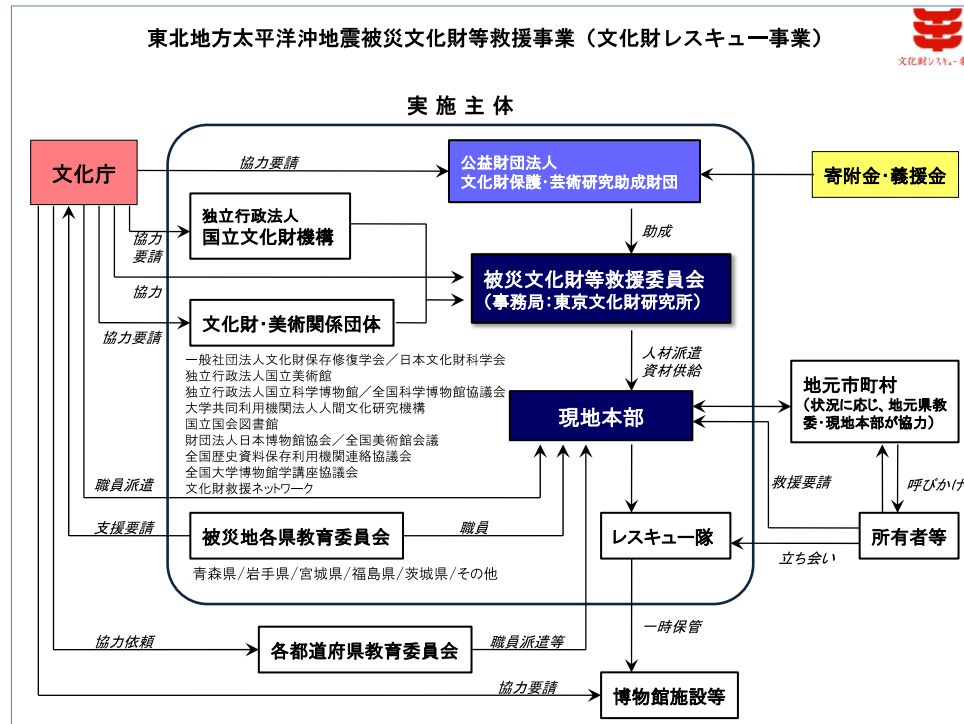 東北地方太平洋沖地震被災文化財等救援事業（文化財レスキュー事業）
実施主体
文化庁
協力要請
公益財団法人
文化財保護・芸術研究助成財団
寄附金・義援金
独立行政法人
国立文化財機構
協力
要請
助成
被災文化財等救援委員会
（事務局：東京文化財研究所）
協力
文化財・美術関係団体
協力要請
一般社団法人文化財保存修復学会／日本文化財科学会
独立行政法人国立美術館
独立行政法人国立科学博物館／全国科学博物館協議会
大学共同利用機関法人人間文化研究機構
国立国会図書館
財団法人日本博物館協会／全国美術館会議
全国歴史資料保存利用機関連絡協議会
全国大学博物館学講座協議会
文化財救援ネットワーク
人材派遣
資材供給
現地本部
地元市町村
（状況に応じ、地元県教
委・現地本部が協力）
職員派遣
救援要請
呼びかけ
支援要請
被災地各県教育委員会
職員
レスキュー隊
所有者等
立ち会い
青森県/岩手県/宮城県/福島県/茨城県/その他
一時保管
協力依頼
各都道府県教育委員会
職員派遣等
協力要請
博物館施設等